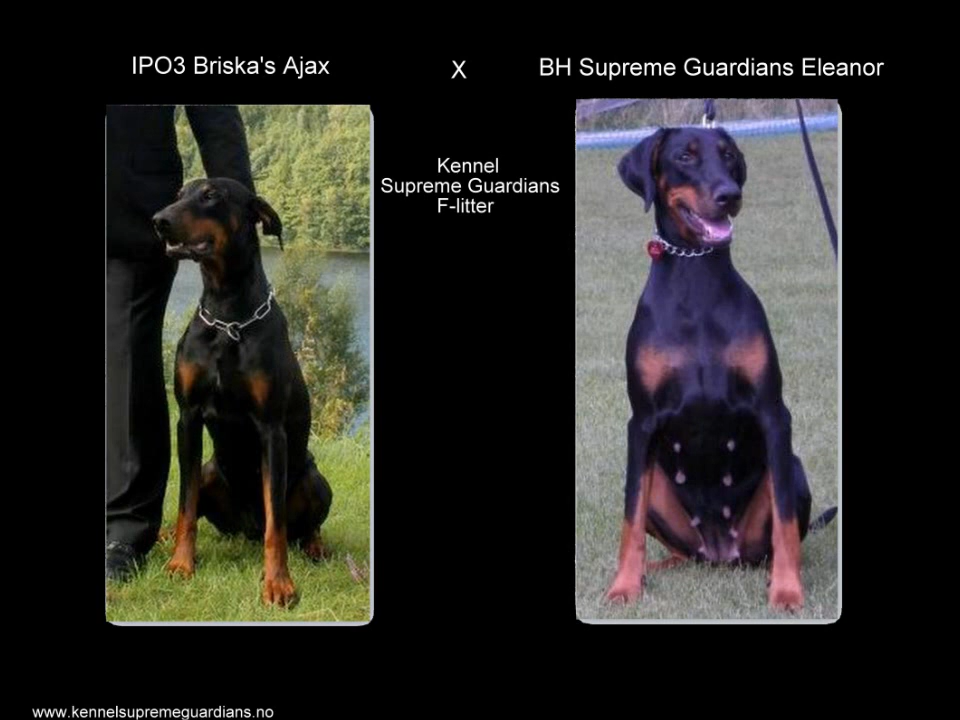 IPO3 Briska's Ajax
X
BH Supreme Guardians Eleanor
Kennel
Supreme Guardians
F-litter
www.kennelsupremeguardians.no